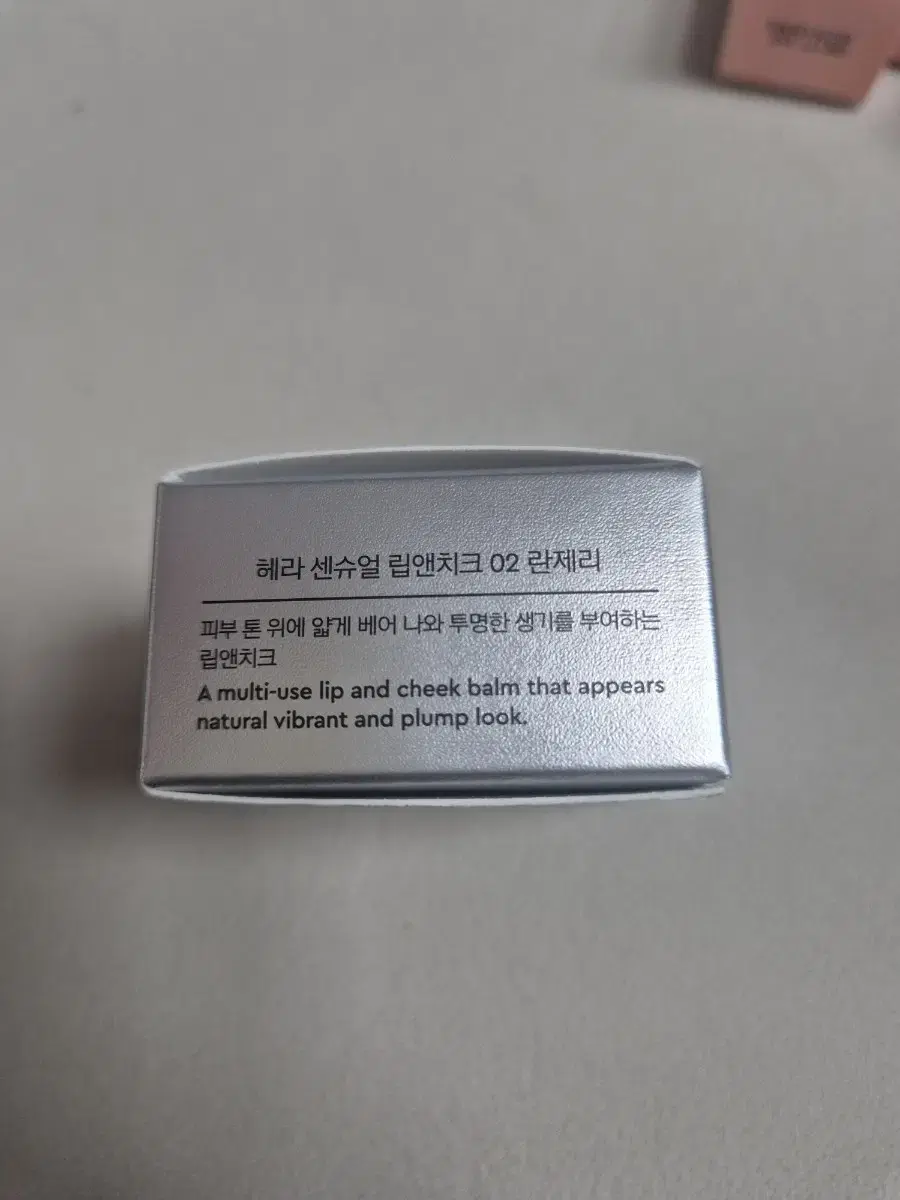 헤라 센슈얼 립앤치크 02 란제리
피부 톤 위에 얇게 베어 나와 투명한 생기를 부여하는
립앤치크
A multi-use lip and cheek balm that appears
natural vibrant and plump look.